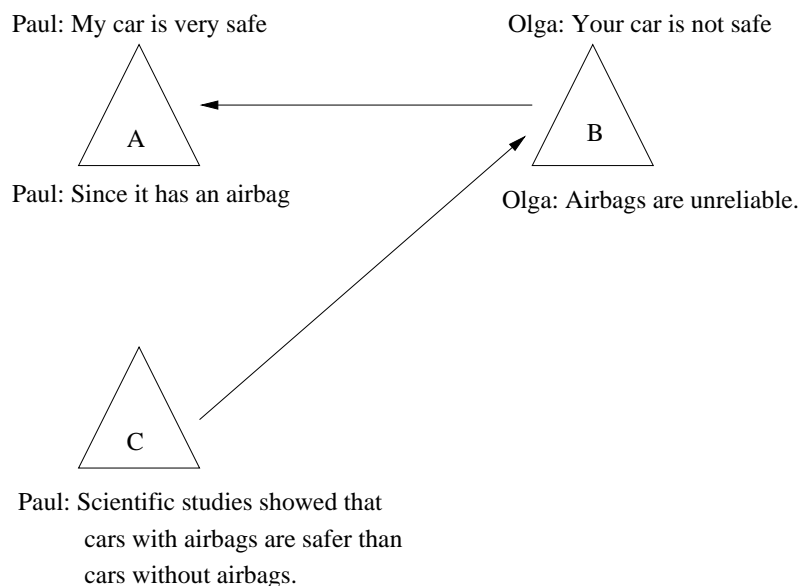 Paul: My car is very safe
Olga: Your car is not safe
A
B
Paul: Since it has an airbag
Olga: Airbags are unreliable.
C
Paul: Scientific studies showed that
cars with airbags are safer than
cars without airbags.